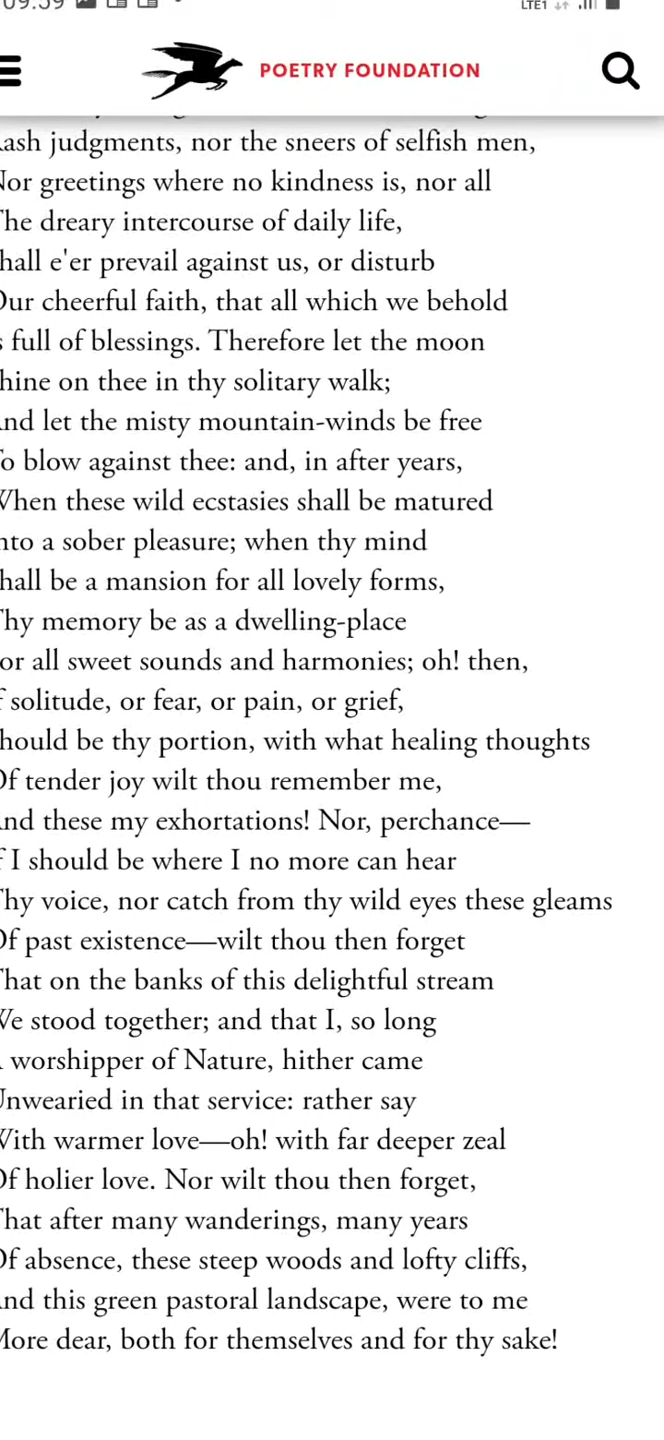 09:59 LTE1
POETRY FOUNDATION
ash judgments, nor the sneers of selfish men,
Nor greetings where no kindness is, nor all
The dreary intercourse of daily life,
hall e'er prevail against us, or disturb
Our cheerful faith, that all which we behold
s full of blessings. Therefore let the moon
hine on thee in thy solitary walk;
nd let the misty mountain-winds be free
To blow against thee: and, in after years,
When these wild ecstasies shall be matured
nto a sober pleasure; when thy mind
hall be a mansion for all lovely forms,
Thy memory be as a dwelling-place
or all sweet sounds and harmonies; oh! then,
f solitude, or fear, or pain, or grief,
hould be thy portion, with what healing thoughts
Of tender joy wilt thou remember me,
nd these my exhortations! Nor, perchance—
f I should be where I no more can hear
Thy voice, nor catch from thy wild eyes these gleams
Of past existence—wilt thou then forget
That on the banks of this delightful stream
We stood together; and that I, so long
worshipper of Nature, hither came
Unwearied in that service: rather say
With warmer love—oh! with far deeper zeal
Of holier love. Nor wilt thou then forget,
That after many wanderings, many years
Of absence, these steep woods and lofty cliffs,
nd this green pastoral landscape, were to me
More dear, both for themselves and for thy sake!